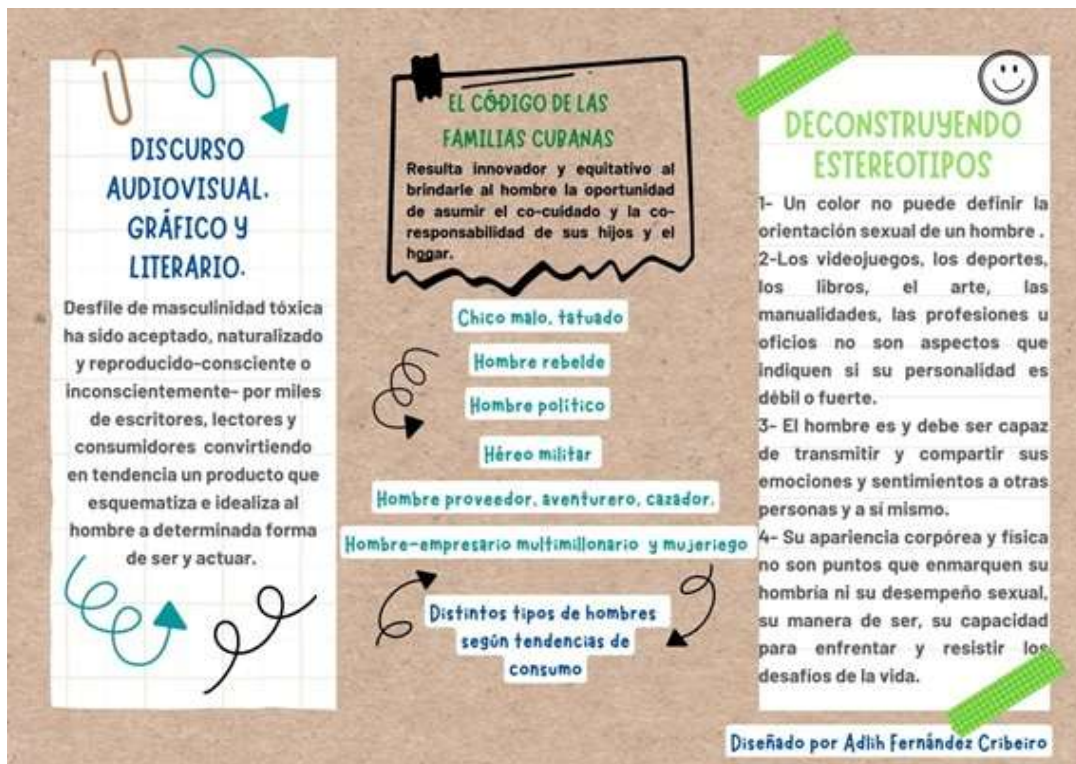 DISCURSO
AUDIOVISUAL.
GRÁFICO Y
LITERARIO.
Desfile de masculinidad tóxica
ha sido aceptado, naturalizado
y reproducido-consciente o
inconscientemente- por miles
de escritores, lectores y
consumidores convirtiendo
en tendencia un producto que
esquematiza e idealiza al
hombre a determinada forma
de ser y actuar.
EL CÓDIGO DE LAS
FAMILIAS CUBANAS
Resulta innovador y equitativo al
brindarle al hombre la oportunidad
de asumir el co-cuidado y la co-
responsabilidad de sus hijos y el
hogar.
Chico malo, tatuado
Hombre rebelde
Hombre político
Héreo militar
Hombre proveedor, aventurero, cazador.
Hombre-empresario multimillonario y mujeriego
Distintos tipos de hombres
según tendencias de
consumo
DECONSTRUYENDO
ESTEREOTIPOS
1- Un color no puede definir la
orientación sexual de un hombre .
2-Los videojuegos, los deportes,
los libros, el arte, las
manualidades, las profesiones u
oficios no son aspectos que
indiquen si su personalidad es
débil o fuerte.
3- El hombre es y debe ser capaz
de transmitir y compartir sus
emociones y sentimientos a otras
personas y a sí mismo.
4- Su apariencia corpórea y física
no son puntos que enmarquen su
hombría ni su desempeño sexual,
su manera de ser, su capacidad
para enfrentar y resistir los
desafíos de la vida.
Diseñado por Adlih Fernández Cribeiro